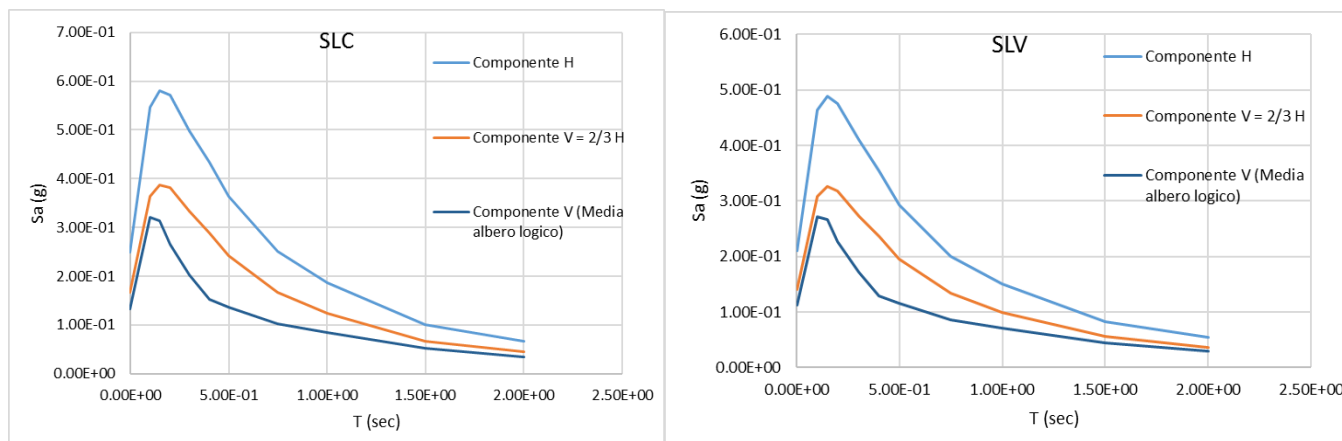 SLC
7.00E-01
6.00E-01
5.00E-01
4.00E-01
3.00E-01
2.00E-01
1.00E-01
0.00E+00
Sa (g)
0.00E+00 5.00E-01 1.00E+00 1.50E+00 2.00E+00 2.50E+00
T (sec)
Componente H
Componente V = 2/3 H
Componente V (Media
albero logico)
SLV
6.00E-01
5.00E-01
4.00E-01
3.00E-01
2.00E-01
1.00E-01
0.00E+00
Sa (g)
0.00E+00 5.00E-01 1.00E+00 1.50E+00 2.00E+00 2.50E+00
T (sec)
Componente H
Componente V = 2/3 H
Componente V (Media
albero logico)